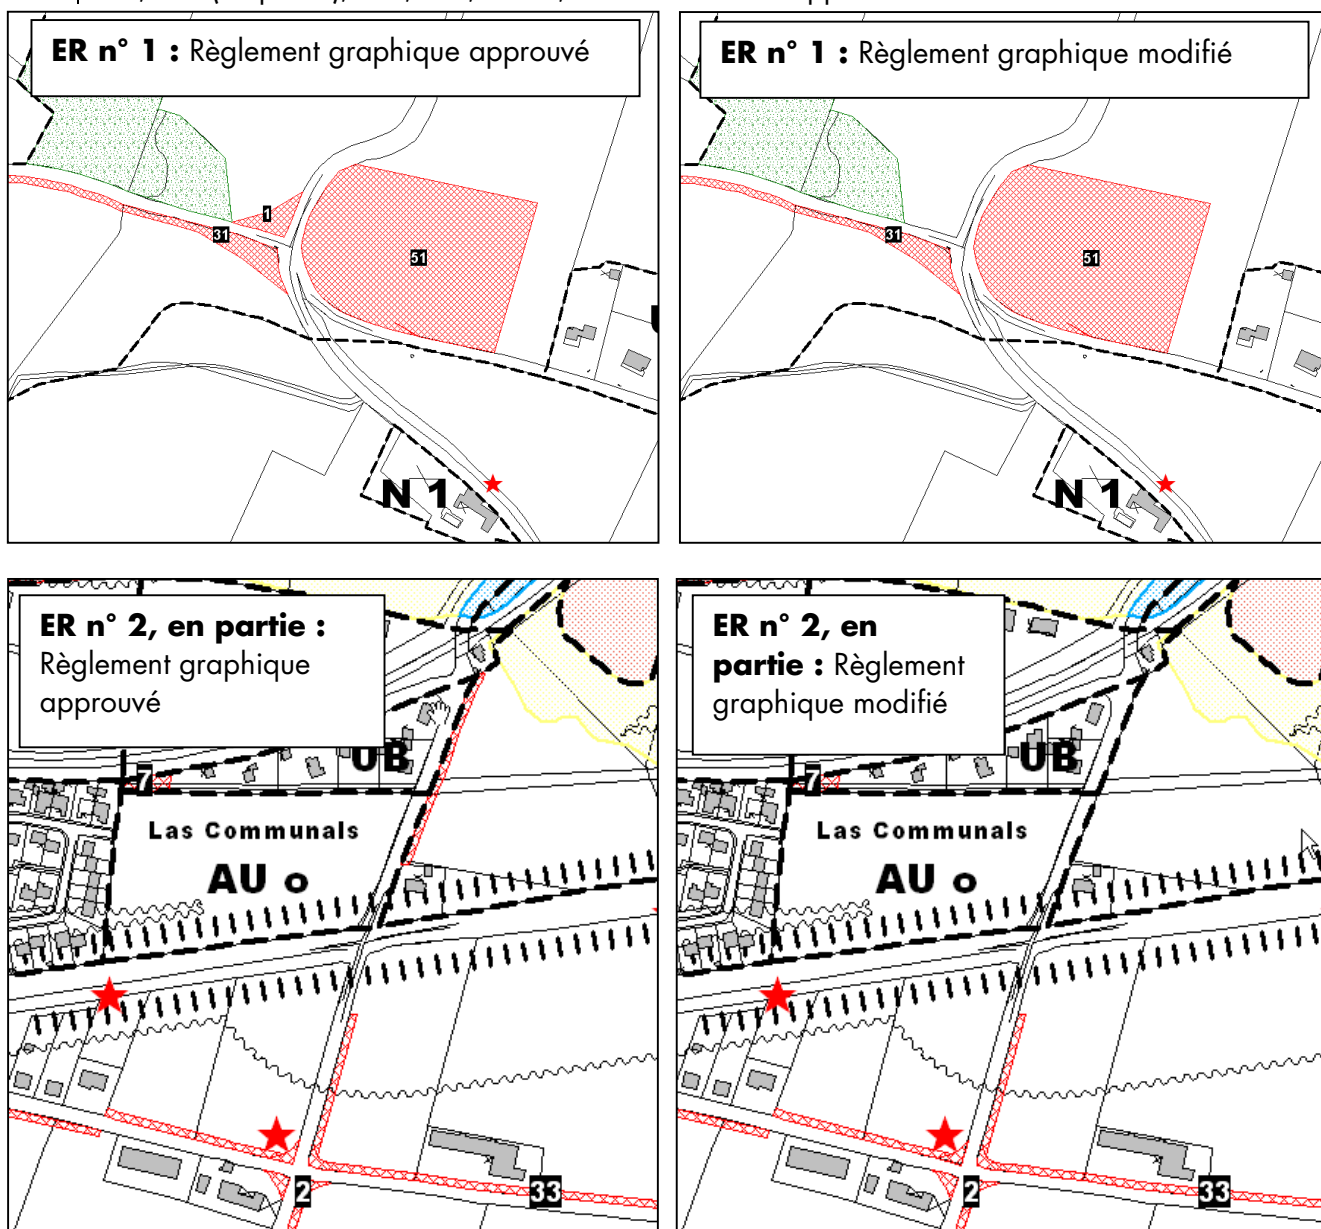 ER n° 1 : Règlement graphique approuvé
1
31
51
N 1
ER n° 1 : Règlement graphique modifié
31
51
N 1
ER n° 2, en partie :
Règlement graphique
approuvé
UB
7
Las Communals
AU o
2
33
ER n° 2, en
partie : Règlement
graphique modifié
UB
7
Las Communals
AU o
2
33